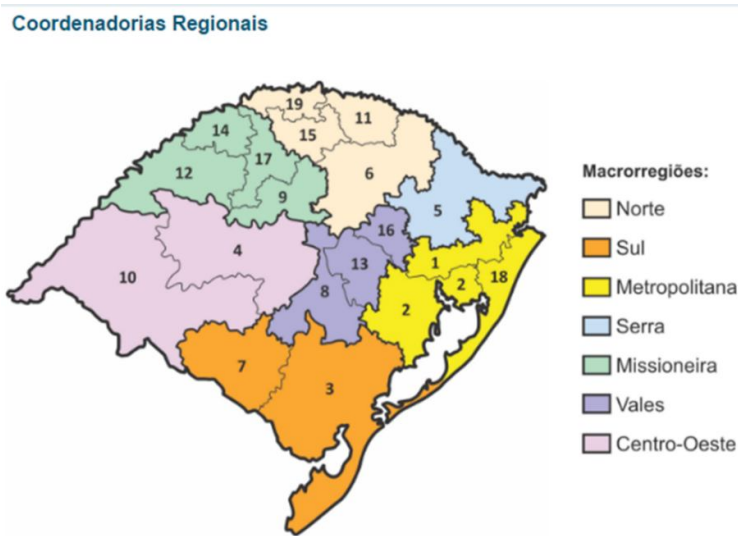 Coordenadorias Regionais
19
11
14
15
17
12
6
9
5
16
4
13
1
10
18
8
2
2
7
3
Macrorregiões:
Norte
Sul
Metropolitana
Serra
Missioneira
Vales
Centro-Oeste